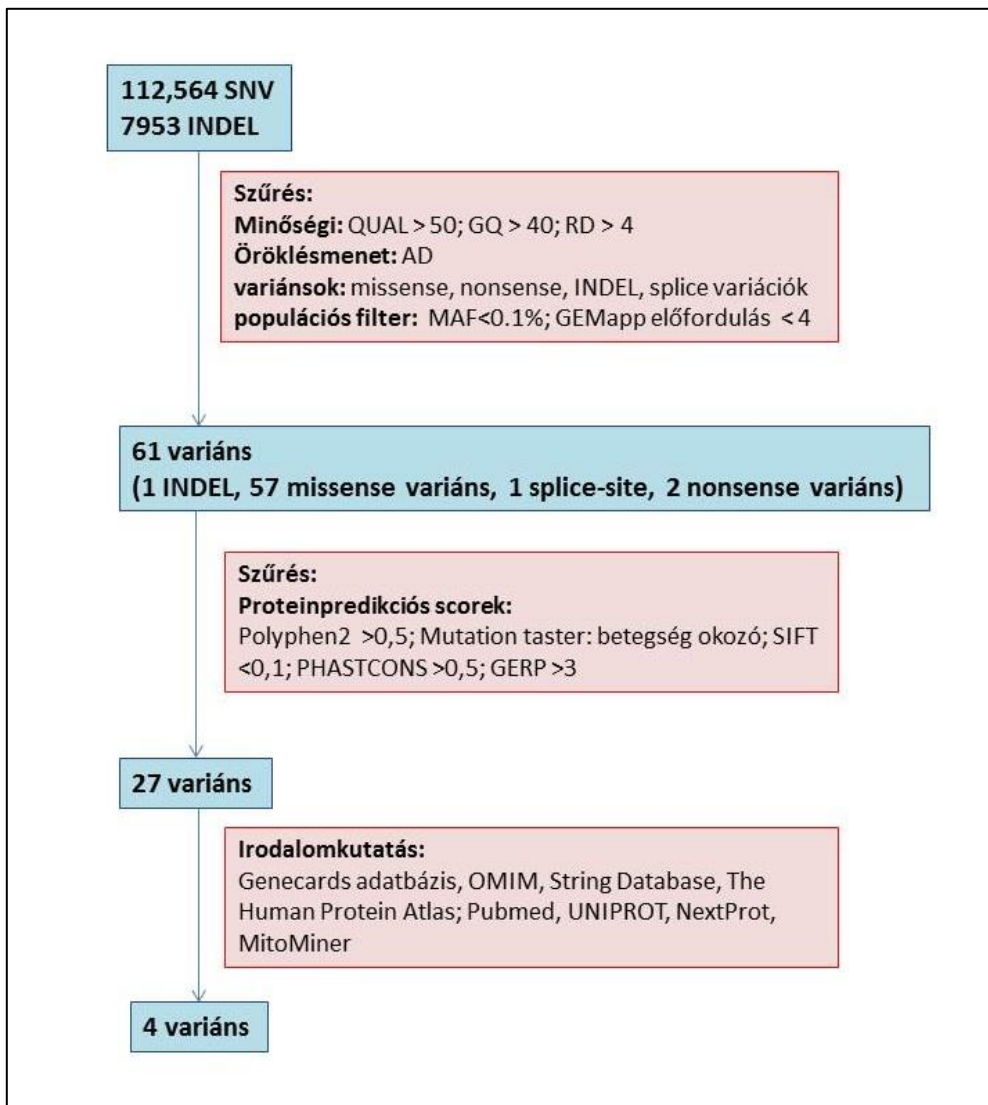 112,564 SNV
7953 INDEL
Szűrés:
Minőségi: QUAL > 50; GQ > 40; RD > 4
Öröklésmenet: AD
variánsok: missense, nonsense, INDEL, splice variációk
populációs filter: MAF<0.1%; GEMapp előfordulás < 4
61 variáns
(1 INDEL, 57 missense variáns, 1 splice-site, 2 nonsense variáns)
Szűrés:
Proteinpredikciós scorek:
Polyphen2 >0,5; Mutation taster: betegség okozó; SIFT
<0,1; PHASTCONS >0,5; GERP >3
27 variáns
Irodalomkutatás:
Genecards adatbázis, OMIM, String Database, The
Human Protein Atlas; Pubmed, UNIPROT, NextProt,
MitoMiner
4 variáns